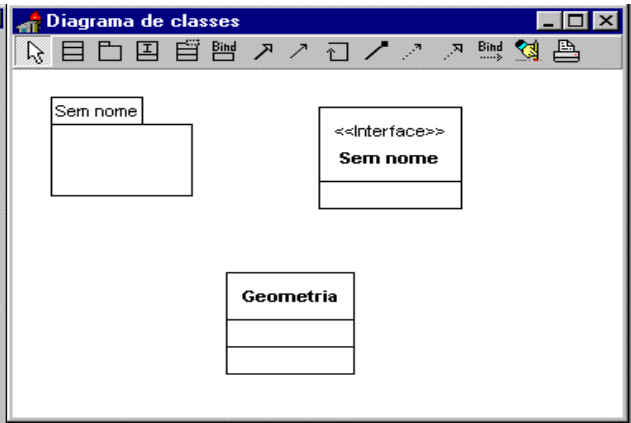 Diagrama de classes
I Bind Bind
Sem nome
<<Interface>>
Sem nome
Geometria